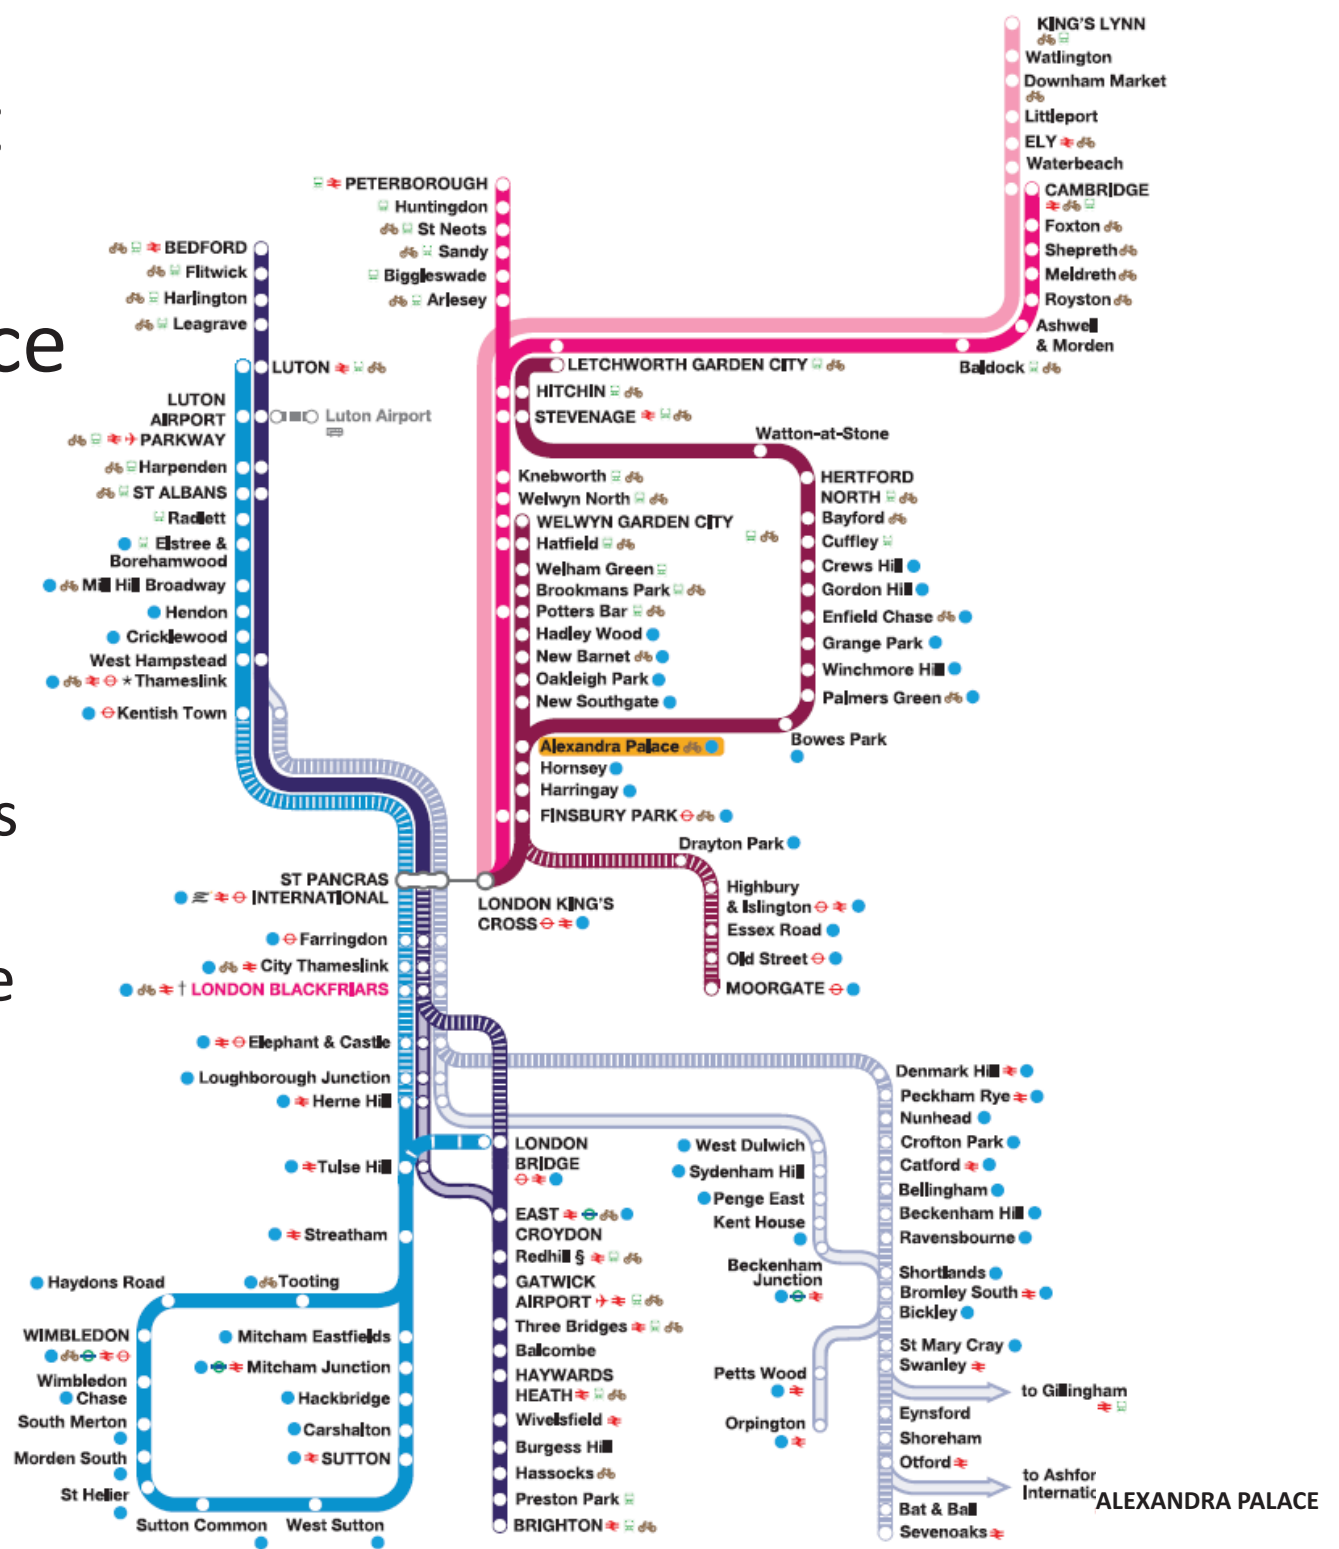 :
ce
s
e
KING'S LYNN
Watlington
Downham Market
Littleport
ELY
Waterbeach
CAMBRIDGE
Foxton
Shepreth
Meldreth
Royston
Ashwell
& Morden
Baldock
PETERBOROUGH
Huntingdon
St Neots
Sandy
Biggleswade
Arlesey
LETCHWORTH GARDEN CITY
HITCHIN
STEVENAGE
Watton-at-Stone
HERTFORD
NORTH
Bayford
Cuffley
Crews Hill
Gordon Hill
Enfield Chase
Grange Park
Winchmore Hill
Palmers Green
Bowes Park
Knebworth
Welwyn North
WELWYN GARDEN CITY
Hatfield
Welham Green
Brookmans Park
Potters Bar
Hadley Wood
New Barnet
Oakleigh Park
New Southgate
Alexandra Palace
Hornsey
Harringay
FINSBURY PARK
Drayton Park
Highbury
& Islington
Essex Road
Old Street
MOORGATE
LONDON KING'S
CROSS
BEDFORD
Flitwick
Harlington
Leagrave
LUTON
LUTON
AIRPORT
PARKWAY
Luton Airport
Harpenden
ST ALBANS
Radlett
Elstree &
Borehamwood
Mill Hill Broadway
Hendon
Cricklewood
West Hampstead
*Thameslink
Kentish Town
ST PANCRAS
INTERNATIONAL
Farringdon
City Thameslink
† LONDON BLACKFRIARS
Elephant & Castle
Loughborough Junction
Herne Hill
Tulse Hill
Streatham
Haydons Road
Tooting
WIMBLEDON
Wimbledon
Chase
South Merton
Morden South
St Helier
Sutton Common
West Sutton
Mitcham Eastfields
Mitcham Junction
Hackbridge
Carshalton
SUTTON
LONDON
BRIDGE
EAST
CROYDON
Redhill §
GATWICK
AIRPORT
Three Bridges
Balcombe
HAYWARDS
HEATH
Wivelsfield
Burgess Hill
Hassocks
Preston Park
BRIGHTON
West Dulwich
Sydenham Hill
Penge East
Kent House
Beckenham
Junction
Petts Wood
Orpington
Denmark Hill
Peckham Rye
Nunhead
Crofton Park
Catford
Bellingham
Beckenham Hill
Ravensbourne
Shortlands
Bromley South
Bickley
St Mary Cray
Swanley
to Gillingham
Eynsford
Shoreham
Otford
to Ashfor
Internatic
Bat & Ball
Sevenoaks
ALEXANDRA PALACE